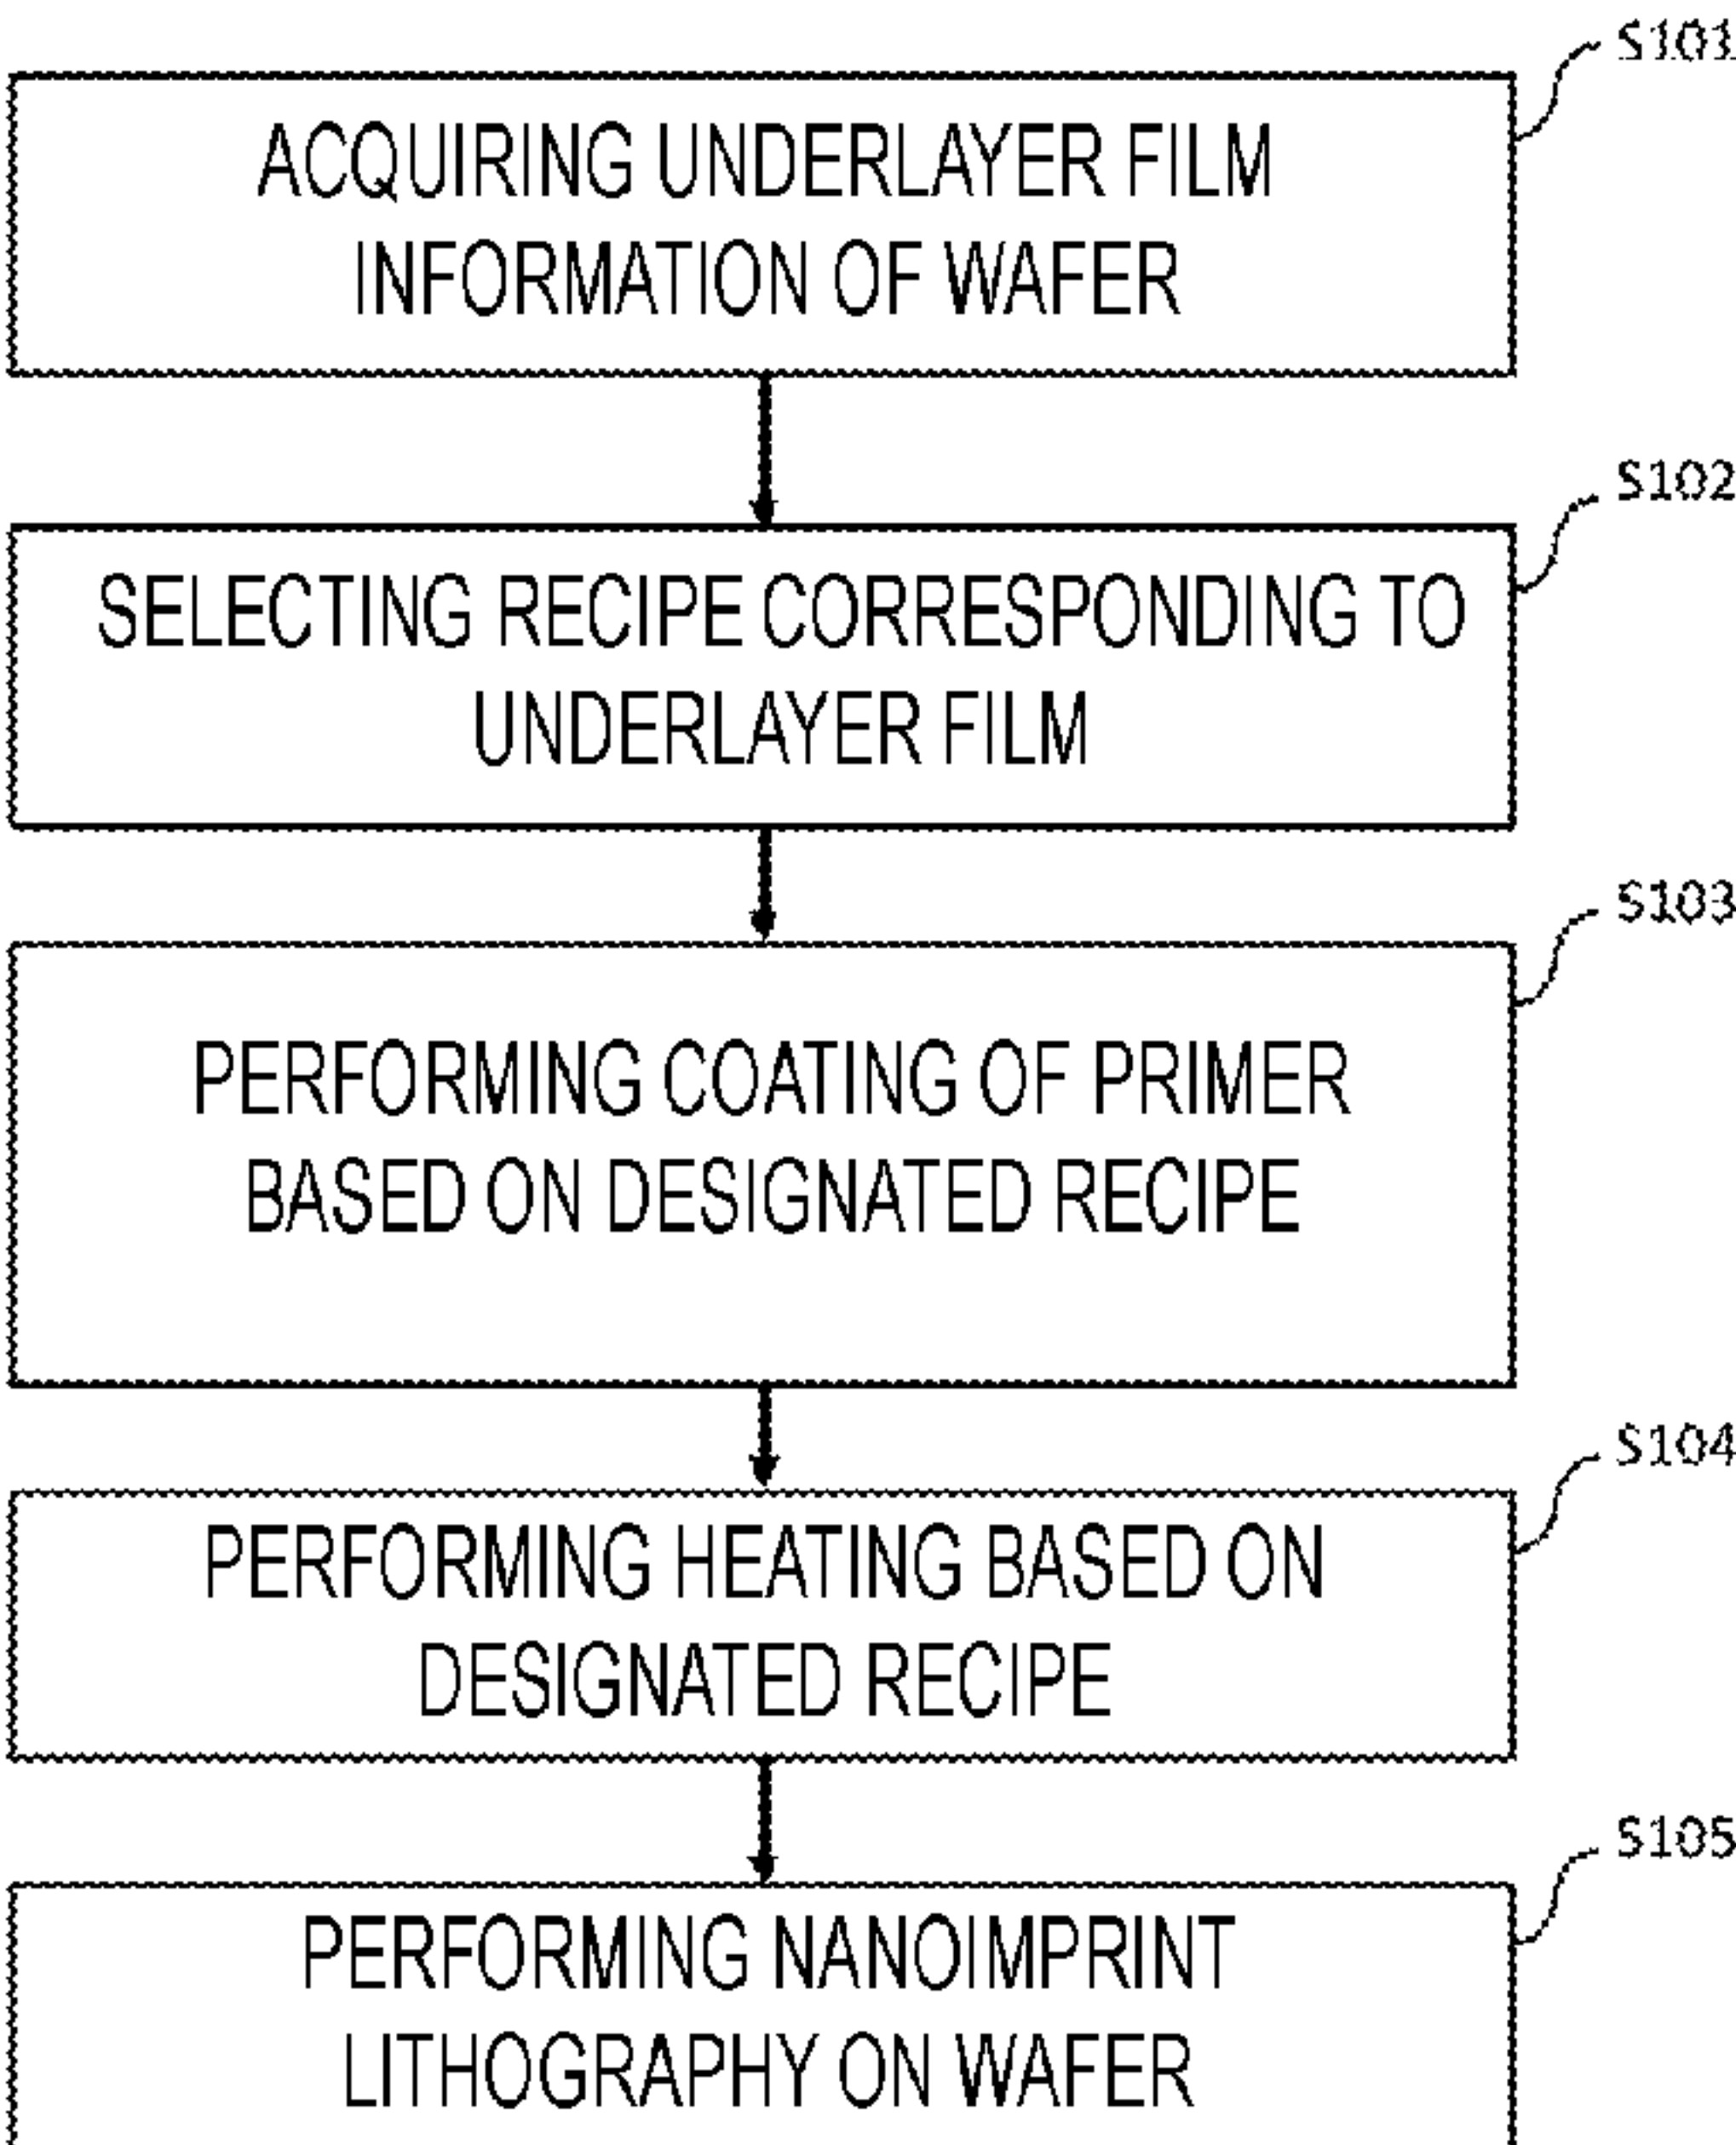 S101
ACQUIRING UNDERLAYER FILM
INFORMATION OF WAFER
S102
SELECTING RECIPE CORRESPONDING TO
UNDERLAYER FILM
S103
PERFORMING COATING OF PRIMER
BASED ON DESIGNATED RECIPE
S104
PERFORMING HEATING BASED ON
DESIGNATED RECIPE
S105
PERFORMING NANOIMPRINT
LITHOGRAPHY ON WAFER